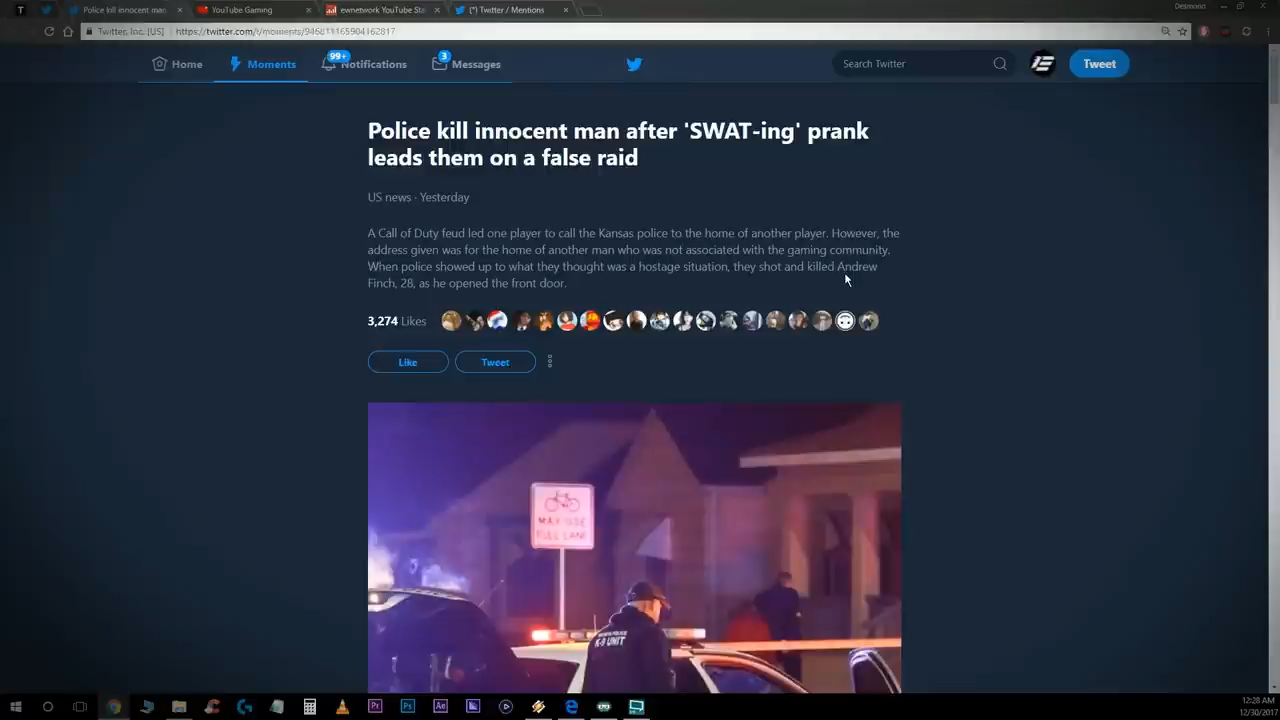 Police kill innocent man
YouTube Gaming
ewnetwork YouTube Sta
(*) Twitter / Mentions
Desmond
Twitter, Inc. [US]
Home
Moments
99+
Notifications
3
Messages
Search Twitter
Tweet
Police kill innocent man after 'SWAT-ing' prank
leads them on a false raid
US news · Yesterday
A Call of Duty feud led one player to call the Kansas police to the home of another player. However, the
address given was for the home of another man who was not associated with the gaming community.
When police showed up to what they thought was a hostage situation, they shot and killed Andrew
Finch, 28, as he opened the front door.
3,274 Likes
Like
Tweet
MAY USE
FULL LANE
K-9 UNIT
Pr
Ps
Ae
12:28 AM
12/30/2017